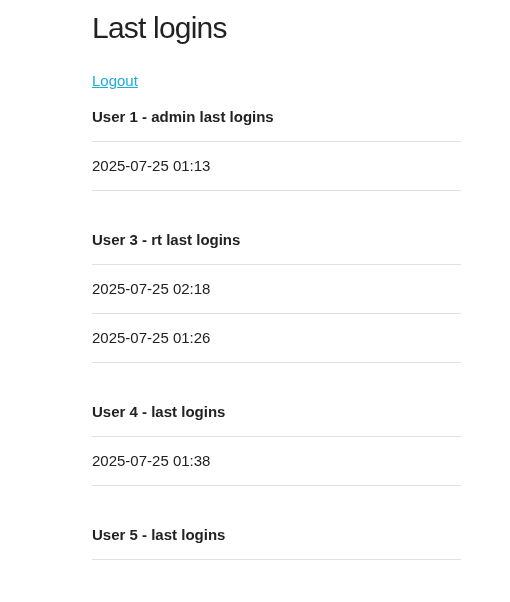 Last logins
Logout
User 1 - admin last logins
2025-07-25 01:13
User 3 - rt last logins
2025-07-25 02:18
2025-07-25 01:26
User 4 - last logins
2025-07-25 01:38
User 5 - last logins